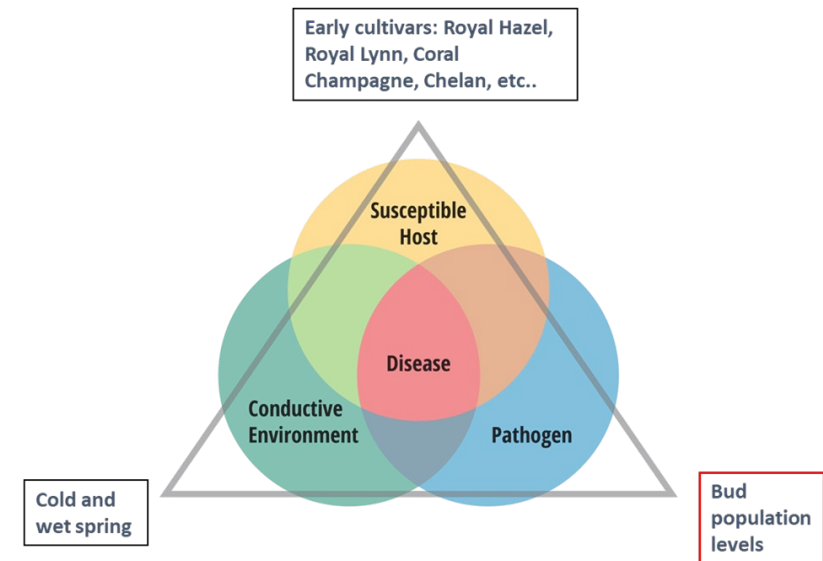 Early cultivars: Royal Hazel,
Royal Lynn, Coral
Champagne, Chelan, etc..
Susceptible
Host
Disease
Conductive
Environment
Pathogen
Cold and
wet spring
Bud
population
levels